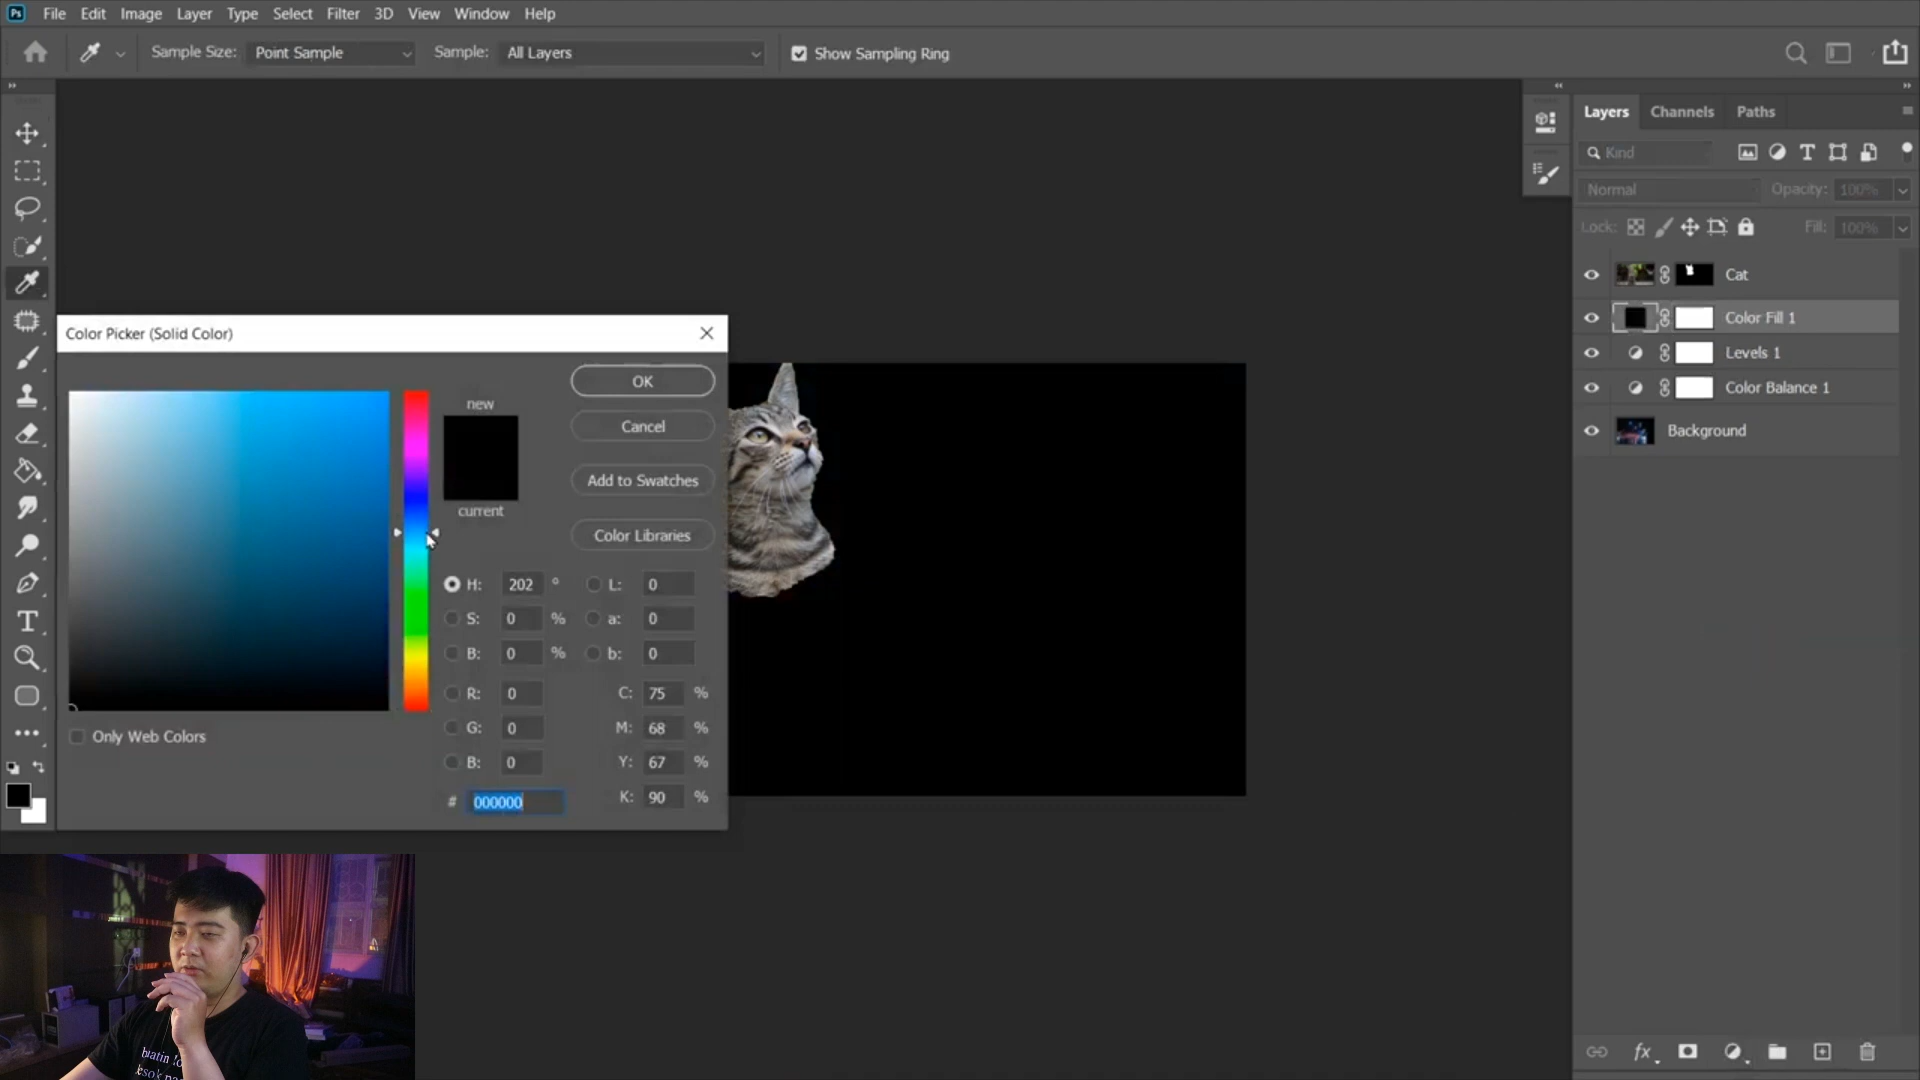 Ps File Edit Image Layer Type Select Filter 3D View Window Help
Sample Size: Point Sample Sample: All Layers Show Sampling Ring
Layers Channels Paths
Kind
Normal Opacity: 100%
Lock: Fill: 100%
Cat
Color Fill 1
Levels 1
Color Balance 1
Background
Color Picker (Solid Color)
new
current
OK
Cancel
Add to Swatches
Color Libraries
H: 202 ° L: 0
S: 0 % a: 0
B: 0 % b: 0
R: 0 C: 75 %
G: 0 M: 68 %
B: 0 Y: 67 %
# 000000 K: 90 %
Only Web Colors
fx